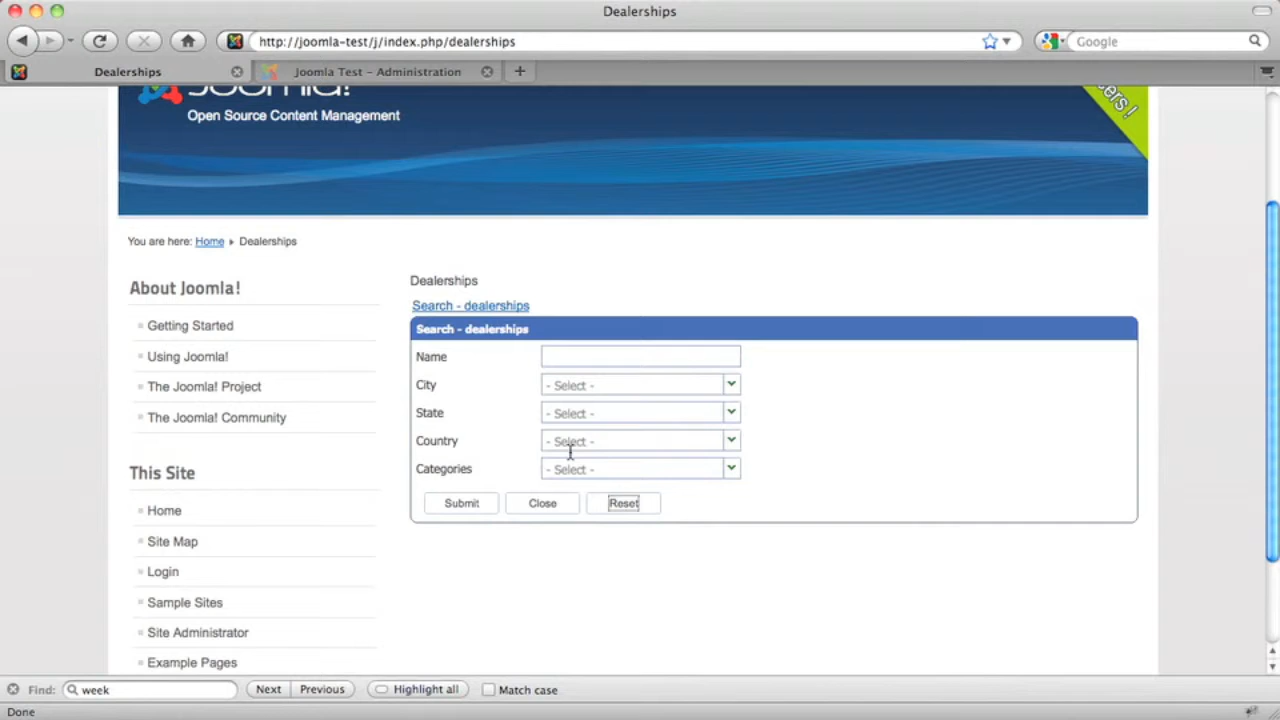 Dealerships
http://joomla-test/j/index.php/dealerships
Google
Dealerships
Joomla Test - Administration
Joomla!
ers!
Open Source Content Management
You are here: Home Dealerships
About Joomla!
Getting Started
Using Joomla!
The Joomla! Project
The Joomla! Community
This Site
Home
Site Map
Login
Sample Sites
Site Administrator
Example Pages
Dealerships
Search - dealerships
Search - dealerships
Name
City - Select -
State - Select -
Country - Select -
Categories - Select -
Submit Close Reset
Find: week Next Previous Highlight all Match case
Done